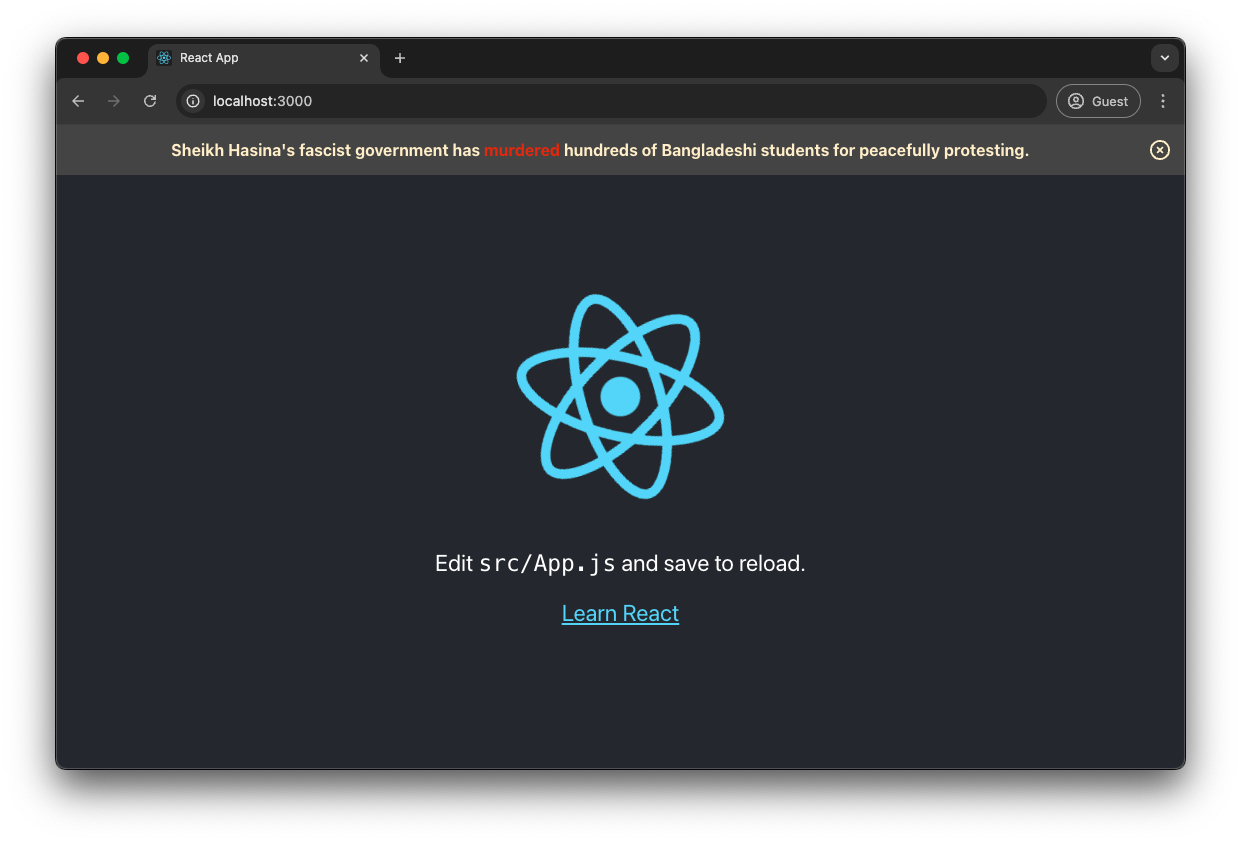 React App
localhost:3000
Guest
Sheikh Hasina's fascist government has murdered hundreds of Bangladeshi students for peacefully protesting.
Edit src/App.js and save to reload.
Learn React